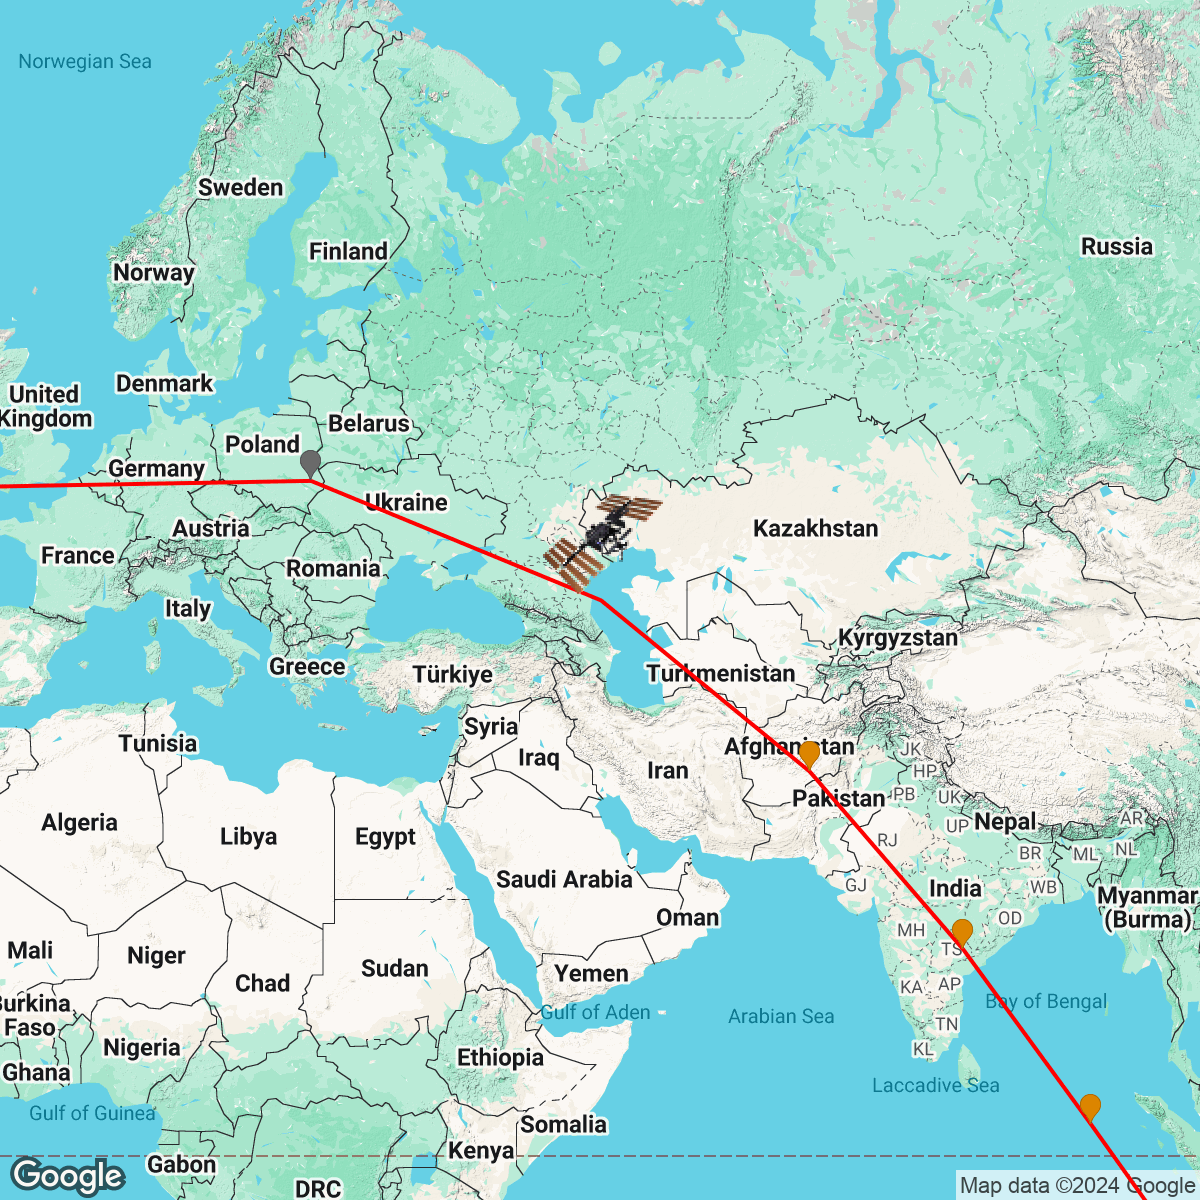 Norwegian Sea
Sweden
Finland
Russia
Norway
Denmark
United
Kingdom
Belarus
Poland
Germany
Ukraine
Kazakhstan
Austria
France
Romania
Italy
Kyrgyzstan
Greece
Türkiye
Turkmenistan
Syria
Tunisia
Afghanistan
JK
Iraq
Iran
HP
Pakistan
PB
UK
Algeria
Libya
Egypt
Nepal
AR
UP
RJ
NL
BR
ML
Saudi Arabia
GJ
India
WB
Myanmar
(Burma)
Oman
OD
MH
Mali
Niger
TS
Sudan
Yemen
Chad
KA
AP
Burkina
Faso
Gulf of Aden
Arabian Sea
Bay of Bengal
TN
Nigeria
Ethiopia
KL
Ghana
Laccadive Sea
Gulf of Guinea
Somalia
Kenya
Gabon
DRC
Google
Map data ©2024 Google